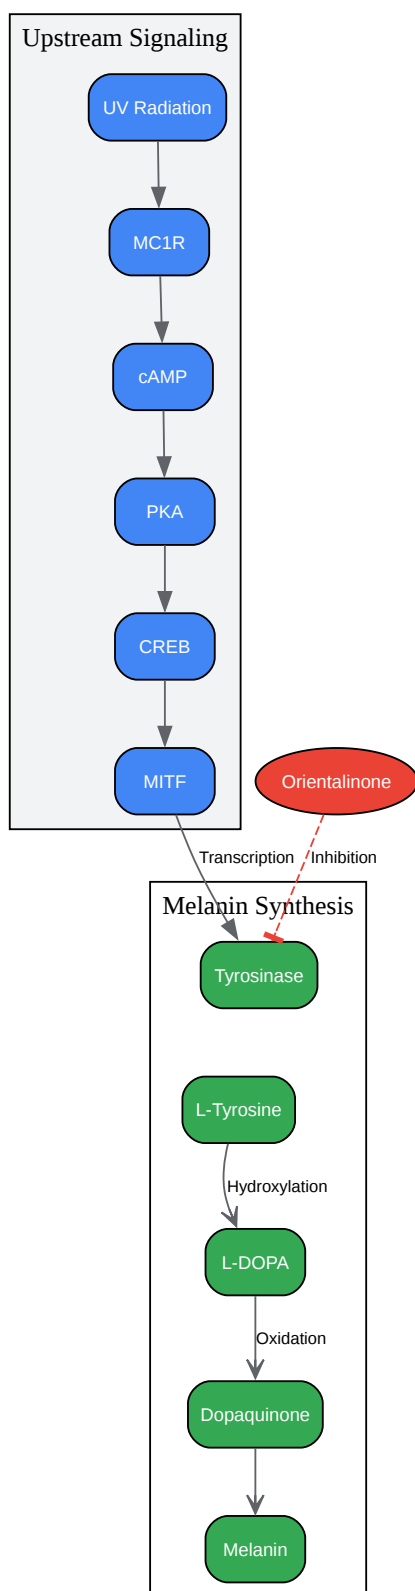 Upstream Signaling
UV Radiation
MC1R
cAMP
PKA
CREB
MITF
Orientalinone
Transcription
Inhibition
Melanin Synthesis
Tyrosinase
L-Tyrosine
Hydroxylation
L-DOPA
Oxidation
Dopaquinone
Melanin